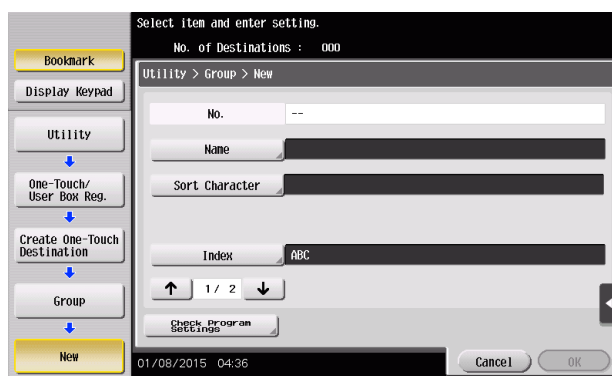 Select item and enter setting.
No. of Destinations : 000
Bookmark
Display Keypad
Utility
One-Touch/
User Box Reg.
Create One-Touch
Destination
Group
New
Utility > Group > New
No. --
Name
Sort Character
Index ABC
↑ 1/ 2 ↓
Check Program
Settings
01/08/2015 04:36
Cancel OK